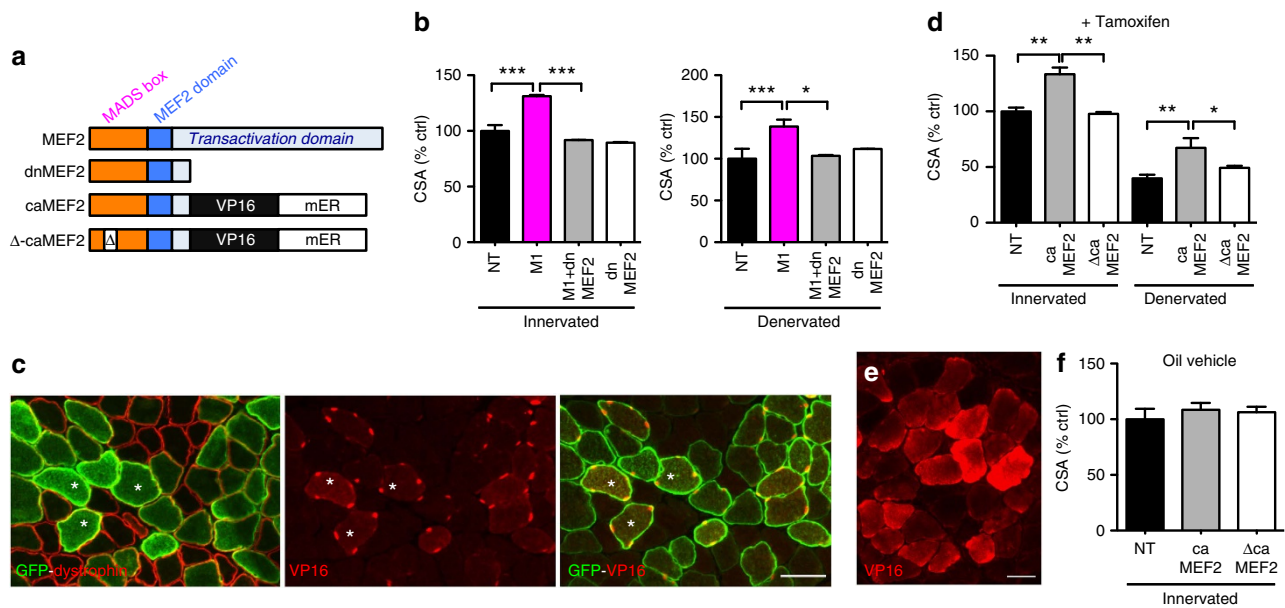 a
MADS box
MEF2 domain
MEF2
Transactivation domain
dnMEF2
caMEF2
VP16
mER
Δ-caMEF2
Δ
VP16
mER
b
CSA (% ctrl)
150
100
50
0
***
***
NT
M1
M1+dn MEF2
dn MEF2
Innervated
CSA (% ctrl)
200
150
100
50
0
***
*
NT
M1
M1+dn MEF2
dn MEF2
Denervated
d
+ Tamoxifen
CSA (% ctrl)
150
100
50
0
**
**
**
*
NT
ca MEF2
Δca MEF2
NT
ca MEF2
Δca MEF2
Innervated
Denervated
c
*
*
*
GFP-dystrophin
*
*
*
VP16
*
*
*
GFP-VP16
e
VP16
f
Oil vehicle
CSA (% ctrl)
150
100
50
0
NT
ca
MEF2
Δca
MEF2
Innervated